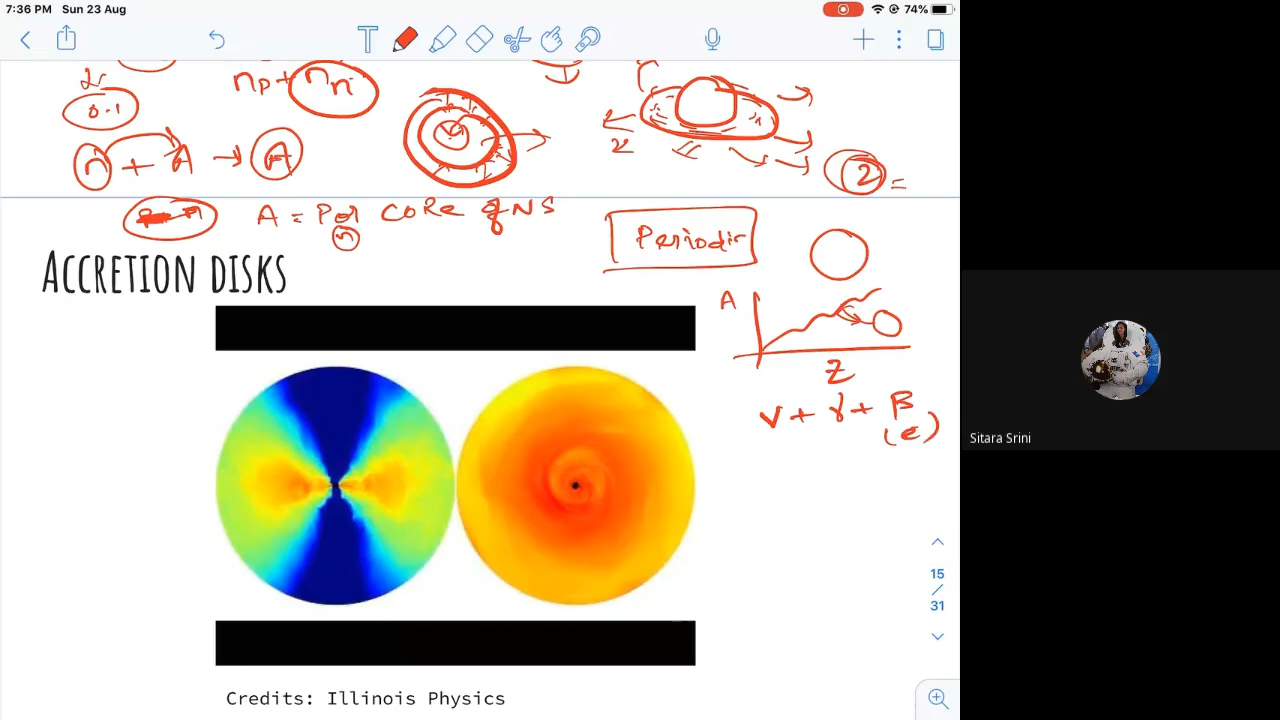 7:36 PM Sun 23 Aug
74%
T
0.1
np + nn
n + A → A
2 =
A = Por core of NS
n
Periodic
ACCRETION DISKS
A
Z
γ + β
(e)
15
/
31
Credits: Illinois Physics
Sitara Srini